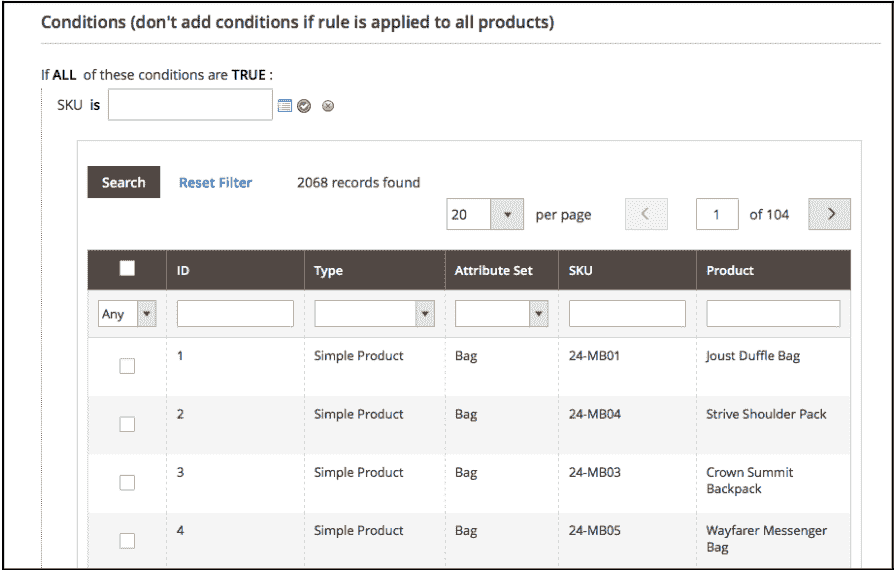 Conditions (don't add conditions if rule is applied to all products)
If ALL of these conditions are TRUE :
SKU is
Search Reset Filter 2068 records found
20 per page 1 of 104
ID Type Attribute Set SKU Product
Any
1 Simple Product Bag 24-MB01 Joust Duffle Bag
2 Simple Product Bag 24-MB04 Strive Shoulder Pack
3 Simple Product Bag 24-MB03 Crown Summit
Backpack
4 Simple Product Bag 24-MB05 Wayfarer Messenger
Bag